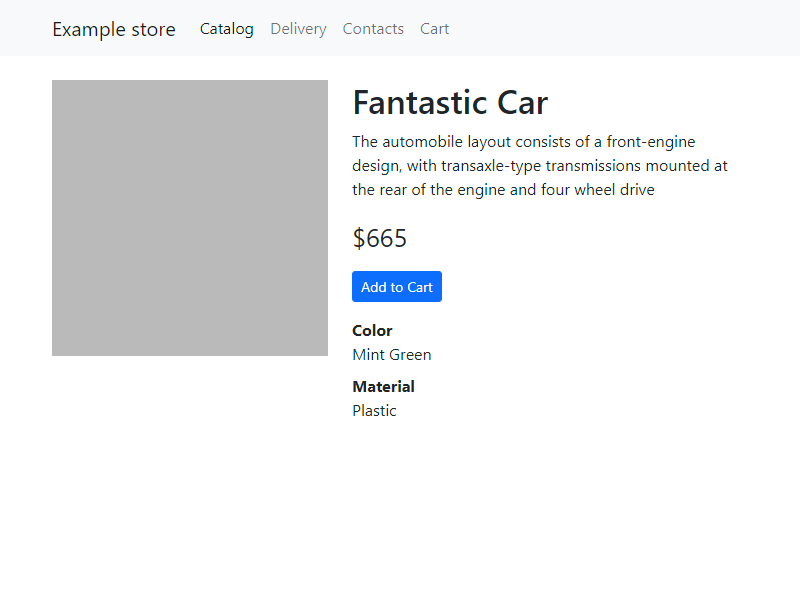 Example store Catalog Delivery Contacts Cart
Fantastic Car
The automobile layout consists of a front-engine
design, with transaxle-type transmissions mounted at
the rear of the engine and four wheel drive
$665
Add to Cart
Color
Mint Green
Material
Plastic